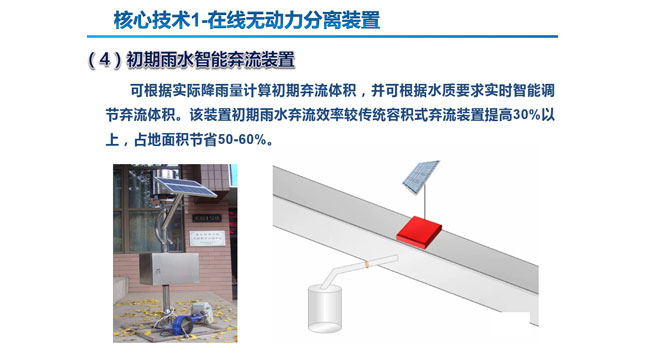 核心技术1-在线无动力分离装置
（4）初期雨水智能弃流装置
可根据实际降雨量计算初期弃流体积，并可根据水质要求实时智能调
节弃流体积。该装置初期雨水弃流效率较传统容积式弃流装置提高30%以
上，占地面积节省50-60%。